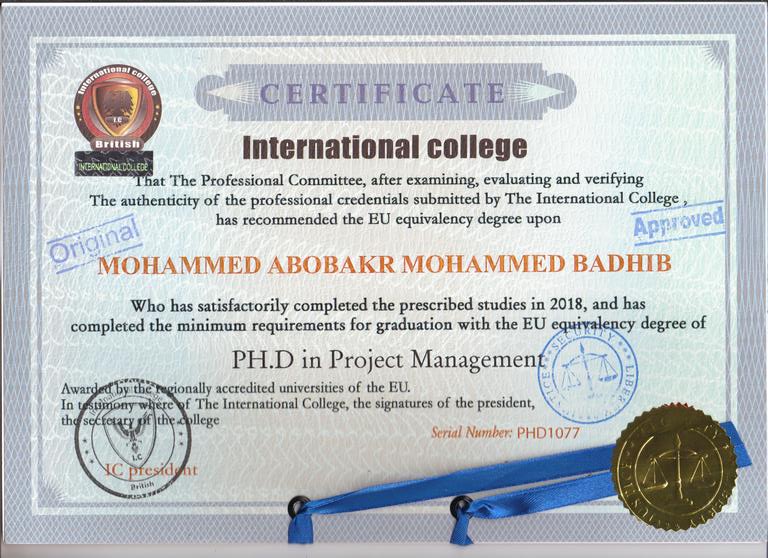 International college
I.C
British
INTERNATIONAL COLLEGE
CERTIFICATE
International college
That The Professional Committee, after examining, evaluating and verifying
The authenticity of the professional credentials submitted by The International College ,
has recommended the EU equivalency degree upon
Original
Approved
MOHAMMED ABOBAKR MOHAMMED BADHIB
Who has satisfactorily completed the prescribed studies in 2018, and has
completed the minimum requirements for graduation with the EU equivalency degree of
PH.D in Project Management
SECURITY
Awarded by the regionally accredited universities of the EU.
In testimony where of The International College, the signatures of the president,
the secretary of the college
Serial Number: PHD1077
I.C
IC president
British